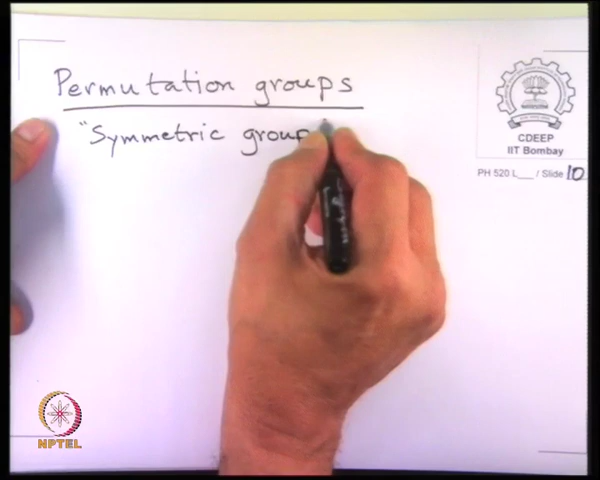 Permutation groups
"Symmetric group
CDEEP
IIT Bombay
PH 520 L___ / Slide 10
NPTEL